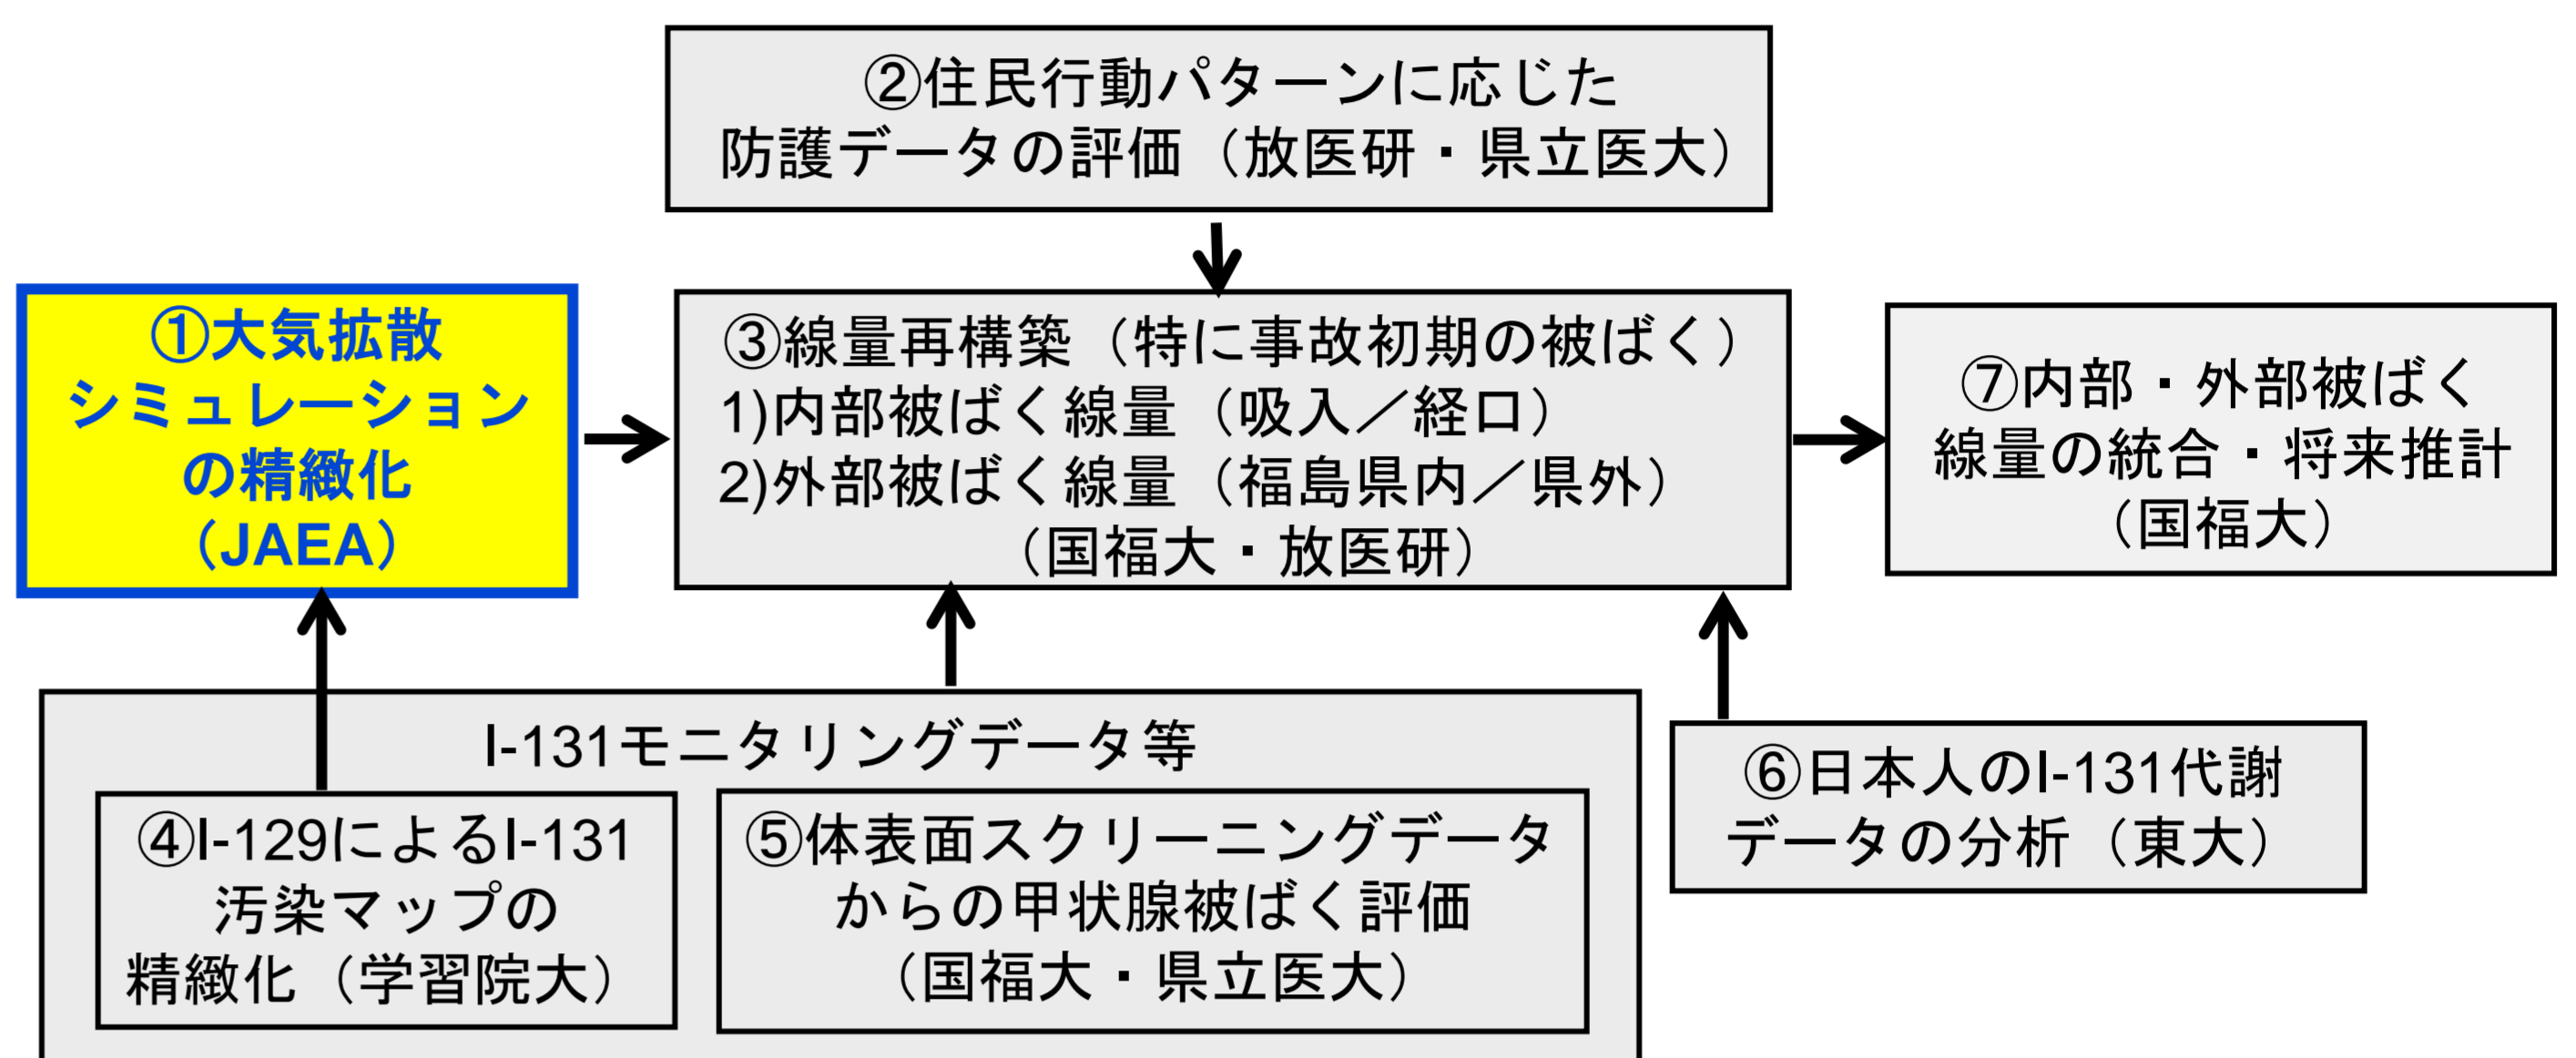 ②住民行動パターンに応じた
防護データの評価（放医研・県立医大）
①大気拡散
シミュレーション
の精緻化
（JAEA）
③線量再構築（特に事故初期の被ばく）
1)内部被ばく線量（吸入／経口）
2)外部被ばく線量（福島県内／県外）
（国福大・放医研）
⑦内部・外部被ばく
線量の統合・将来推計
（国福大）
I-131モニタリングデータ等
④I-129によるI-131
汚染マップの
精緻化（学習院大）
⑤体表面スクリーニングデータ
からの甲状腺被ばく評価
（国福大・県立医大）
⑥日本人のI-131代謝
データの分析（東大）